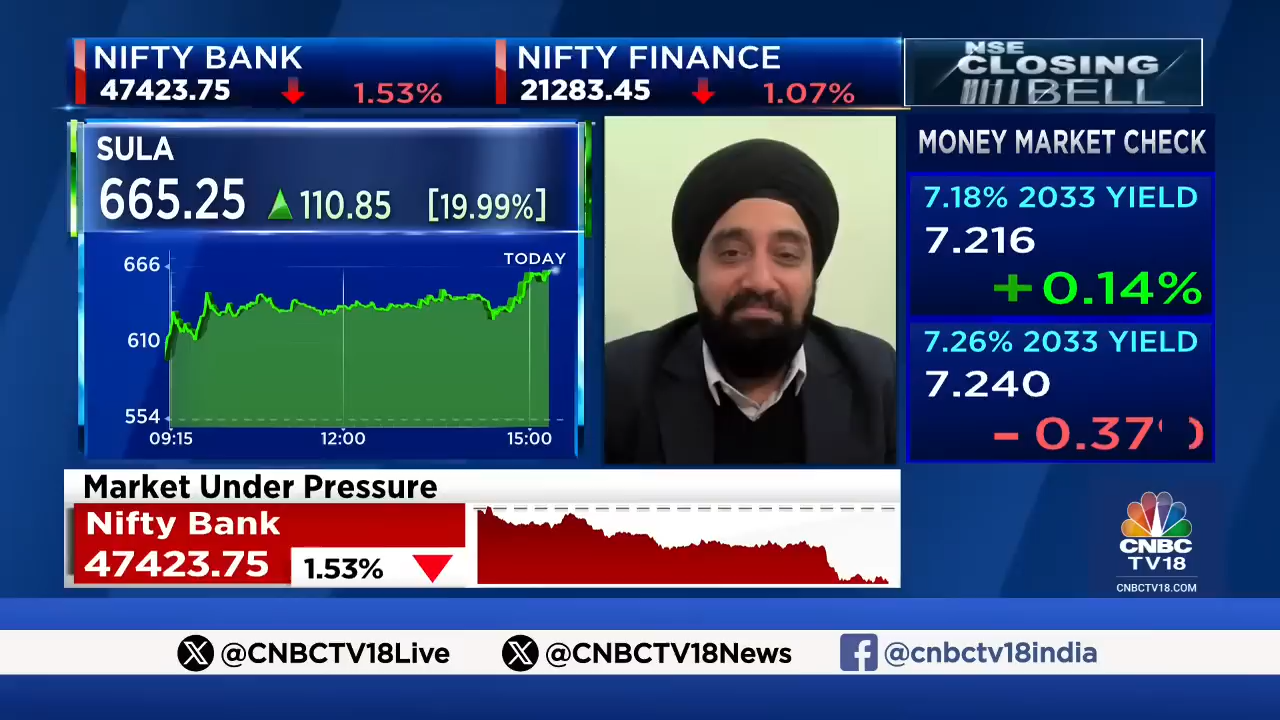 NIFTY BANK
47423.75 1.53%
NIFTY FINANCE
21283.45 1.07%
NSE
CLOSING
BELL
SULA
665.25 ▲ 110.85 [19.99%]
TODAY
666
610
554
09:15 12:00 15:00
MONEY MARKET CHECK
7.18% 2033 YIELD
7.216
+0.14%
7.26% 2033 YIELD
7.240
-0.37
Market Under Pressure
Nifty Bank
47423.75 1.53% ▼
CNBC
TV18
CNBCTV18.COM
@CNBCTV18Live @CNBCTV18News @cnbctv18india